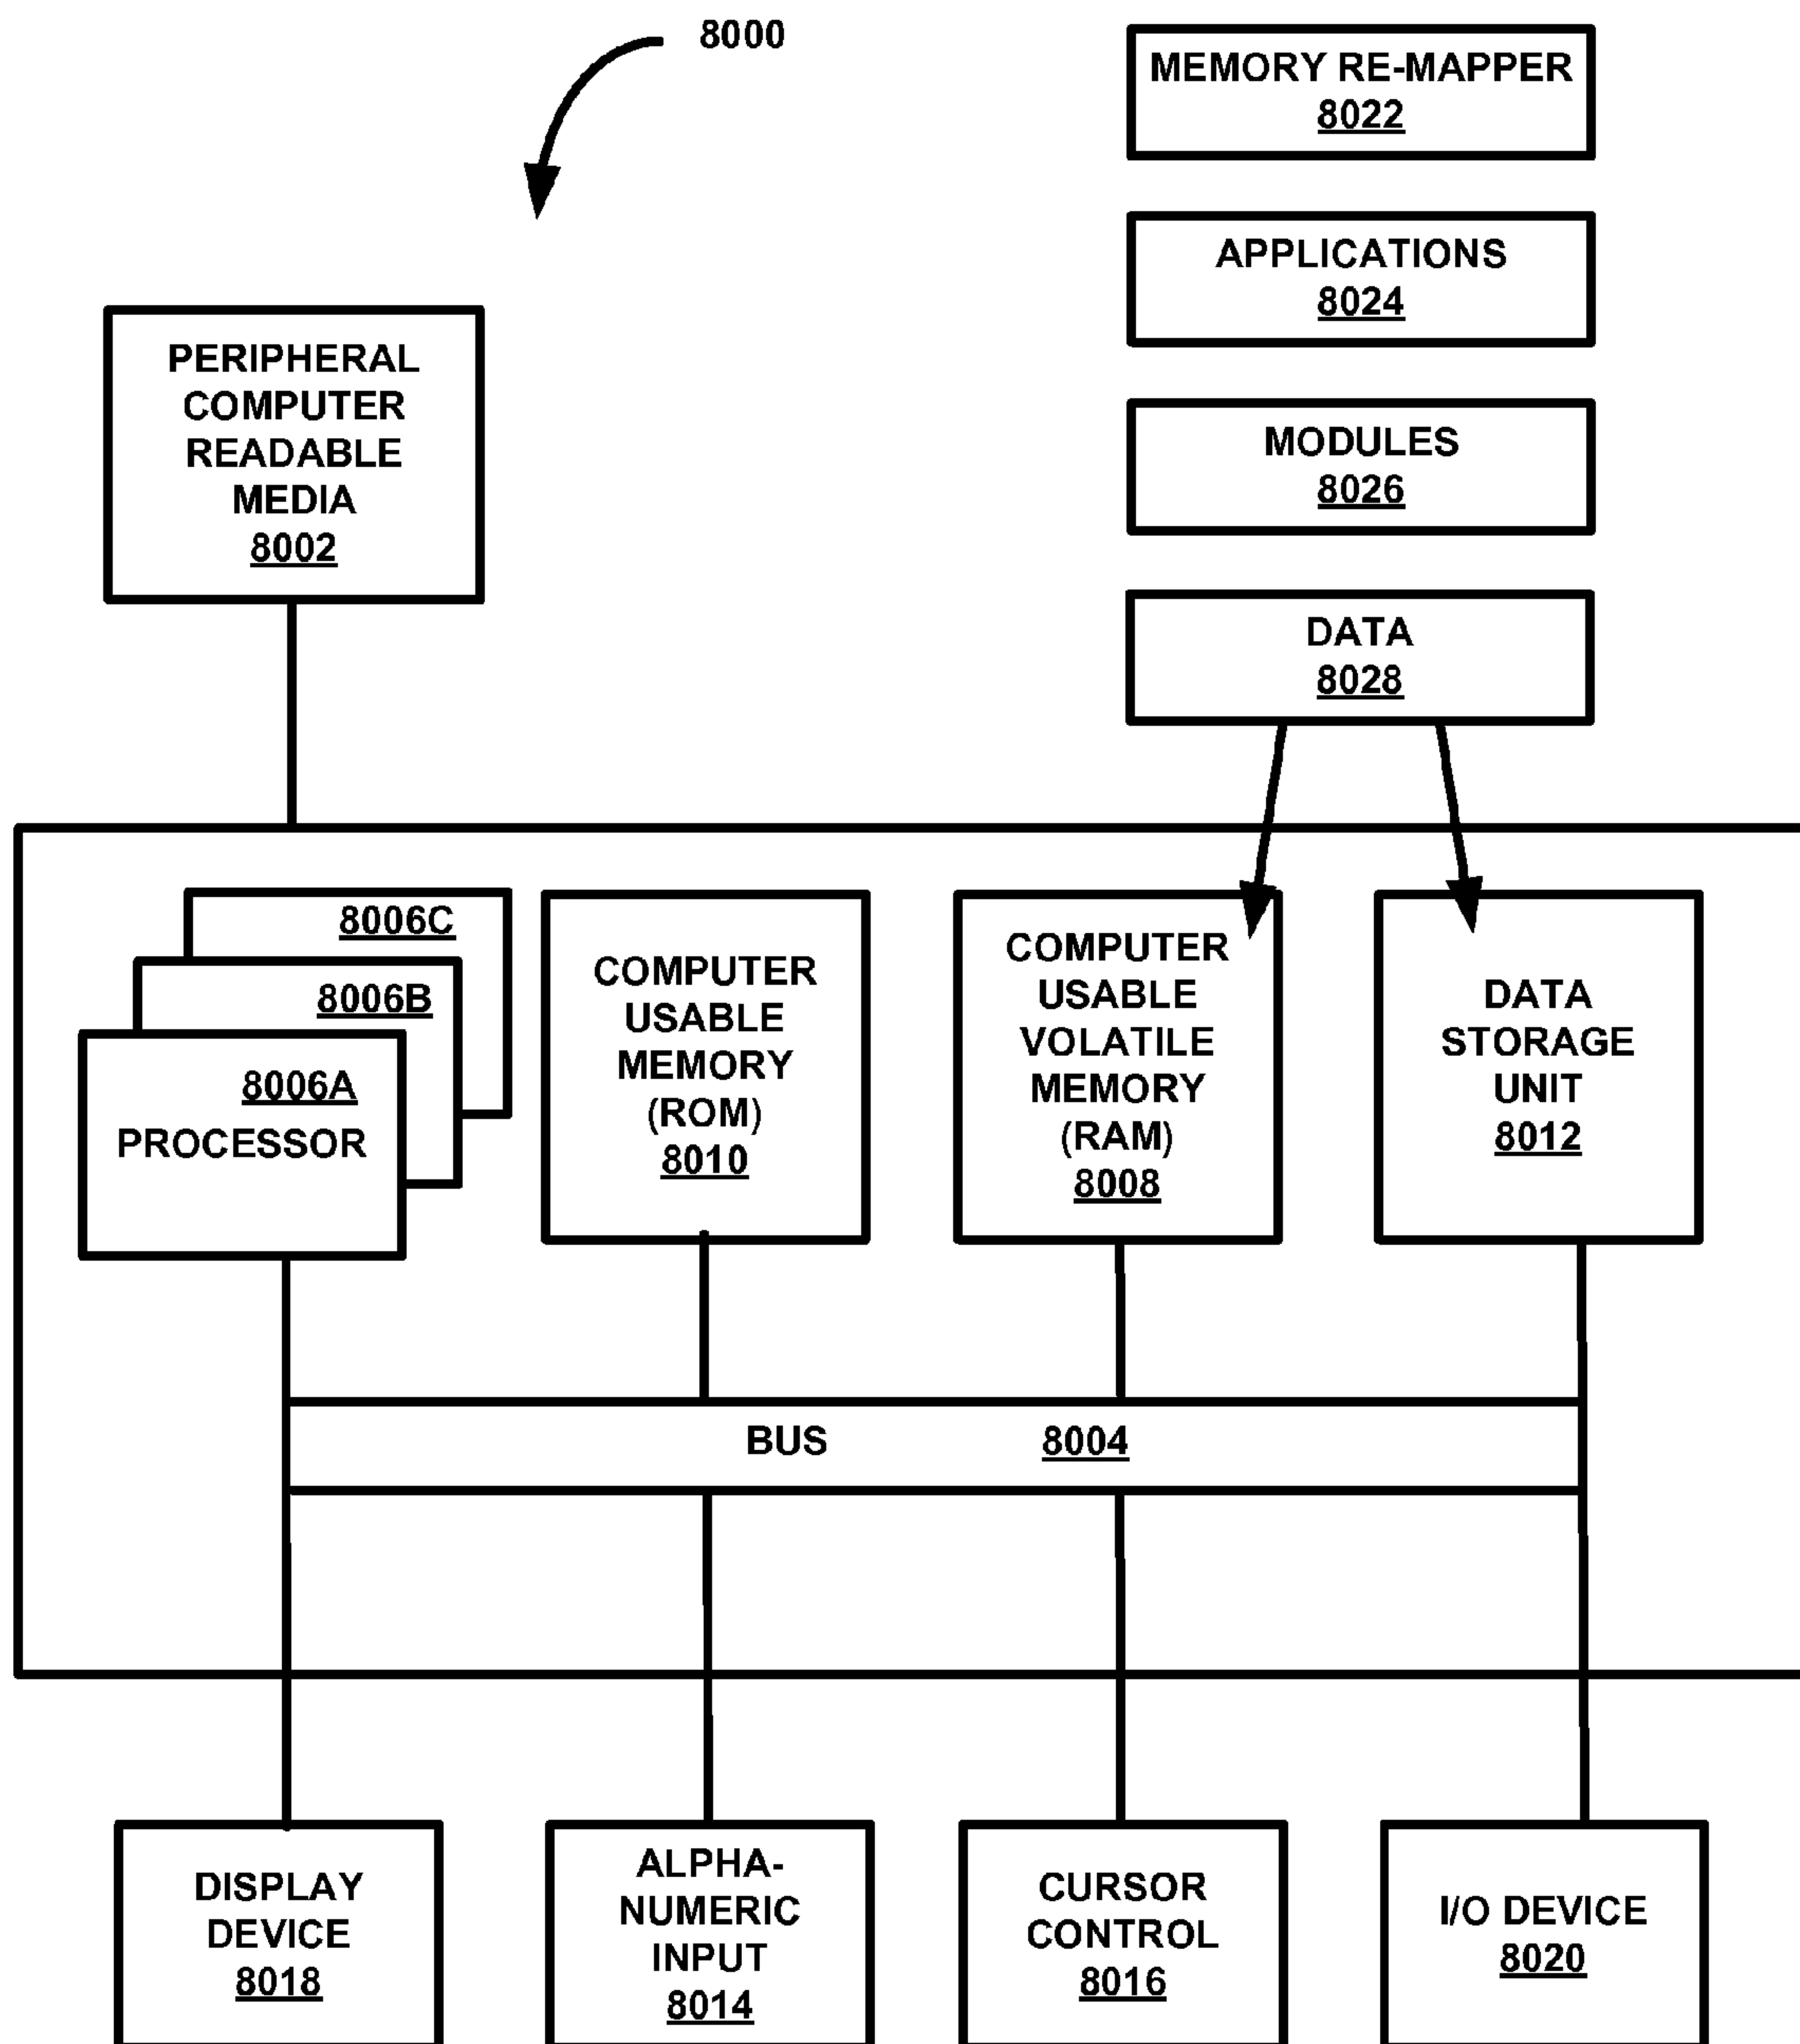 8000
MEMORY RE-MAPPER
8022
APPLICATIONS
8024
PERIPHERAL
COMPUTER
READABLE
MEDIA
8002
MODULES
8026
DATA
8028
8006C
8006B
8006A
PROCESSOR
COMPUTER
USABLE
MEMORY
(ROM)
8010
COMPUTER
USABLE
VOLATILE
MEMORY
(RAM)
8008
DATA
STORAGE
UNIT
8012
BUS 8004
DISPLAY
DEVICE
8018
ALPHA-
NUMERIC
INPUT
8014
CURSOR
CONTROL
8016
I/O DEVICE
8020